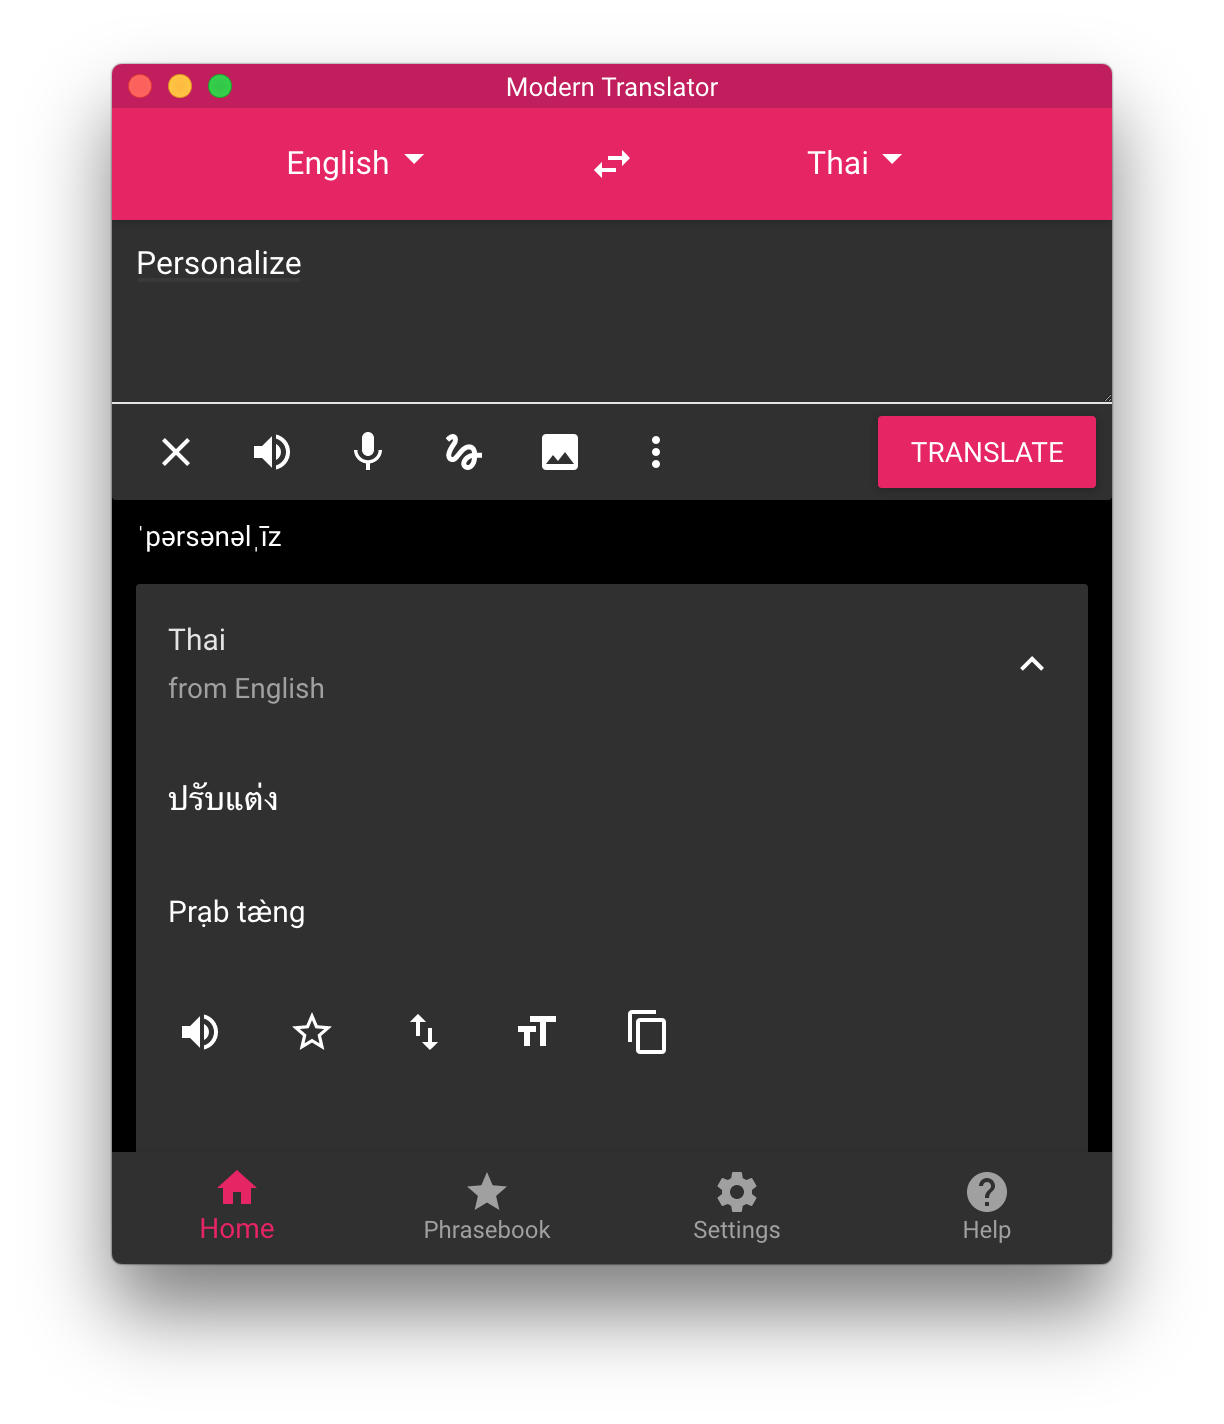 Modern Translator
English
Thai
Personalize
TRANSLATE
ˈpərsənəlˌīz
Thai
from English
ปรับแต่ง
Prạb tæ̀ng
Home
Phrasebook
Settings
Help